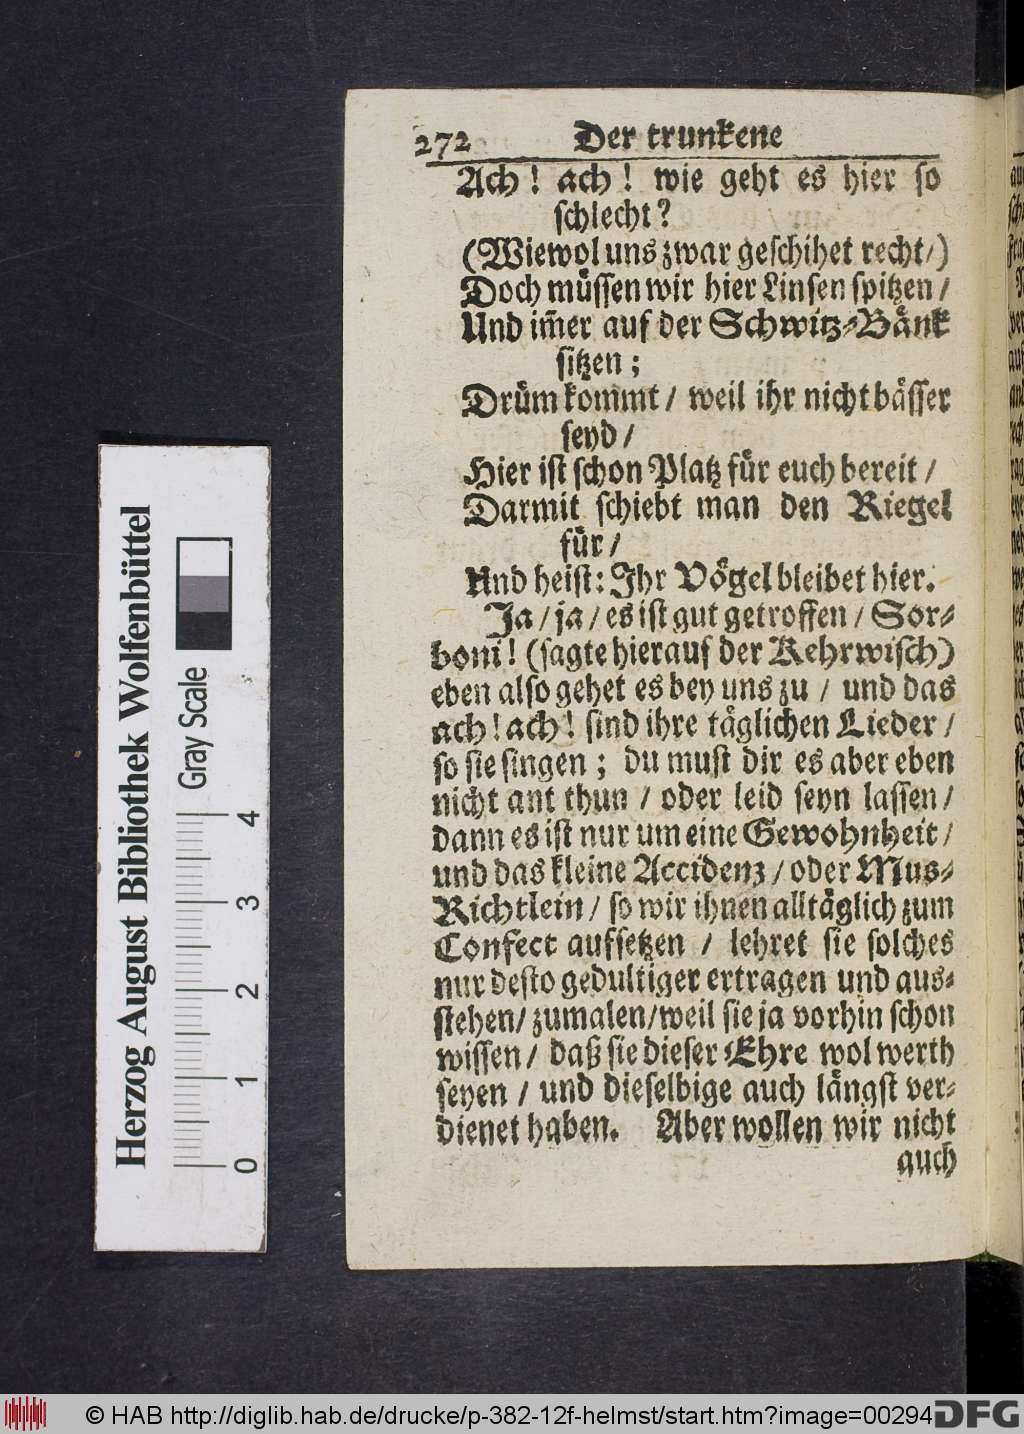 272 Der trunkene
Ach! ach! wie geht es hier so
schlecht?
(Wiewol uns zwar geschihet recht/)
Doch müssen wir hier Linsen spitzen /
Und im̃er auf der Schwitz-Bänk
sitzen;
Drüm kommt / weil ihr nicht bässer
seyd /
Hier ist schon Platz für euch bereit /
Darmit schiebt man den Riegel
für /
Und heist: Ihr Vögel bleibet hier.
Ja / ja / es ist gut getroffen / Sor-
boni! (sagte hierauf der Kehrwisch)
eben also gehet es bey uns zu / und das
ach! ach! sind ihre täglichen Lieder /
so sie singen; du must dir es aber eben
nicht ant thun / oder leid seyn lassen /
dann es ist nur um eine Gewohnheit /
und das kleine Accidenz / oder Mus-
Richtlein / so wir ihnen alltäglich zum
Confect aufsetzen / lehret sie solches
nur desto gedultiger ertragen und aus-
stehen/ zumalen/weil sie ja vorhin schon
wissen / daß sie dieser Ehre wol werth
seyen / und dieselbige auch längst ver-
dienet haben. Aber wollen wir nicht
auch
Herzog August Bibliothek Wolfenbüttel
Gray Scale
0 1 2 3 4
© HAB http://diglib.hab.de/drucke/p-382-12f-helmst/start.htm?image=00294
DFG